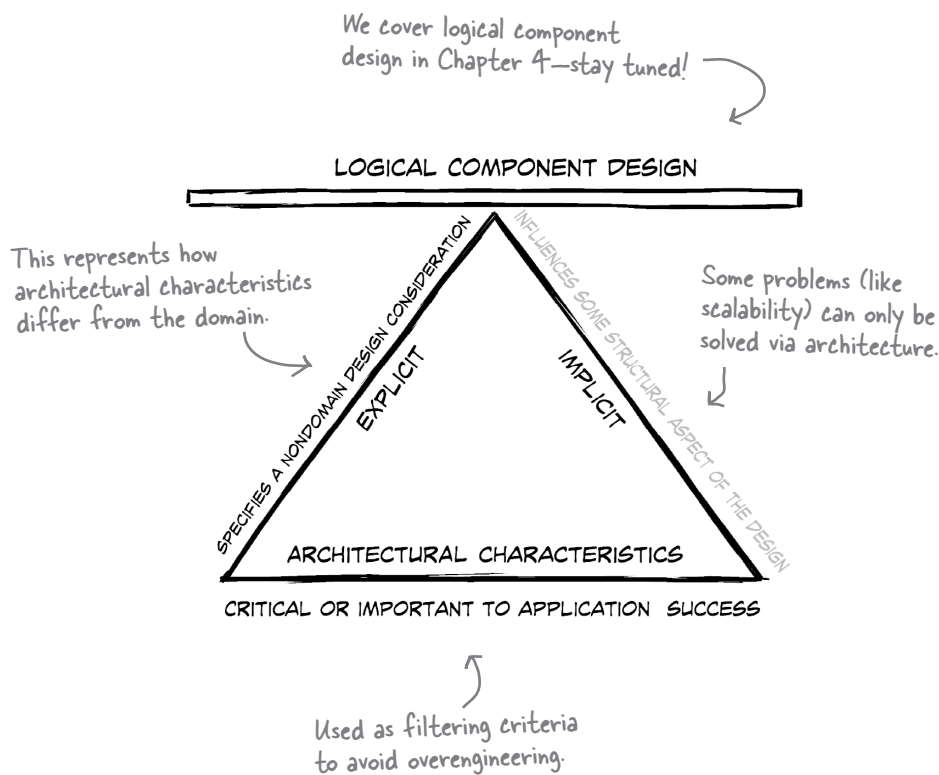 We cover logical component
design in Chapter 4—stay tuned!
LOGICAL COMPONENT DESIGN
This represents how
architectural characteristics
differ from the domain.
SPECIFIES A NONDOMAIN DESIGN CONSIDERATION
EXPLICIT
IMPLICIT
INFLUENCES SOME STRUCTURAL ASPECT OF THE DESIGN
Some problems (like
scalability) can only be
solved via architecture.
ARCHITECTURAL CHARACTERISTICS
CRITICAL OR IMPORTANT TO APPLICATION SUCCESS
Used as filtering criteria
to avoid overengineering.